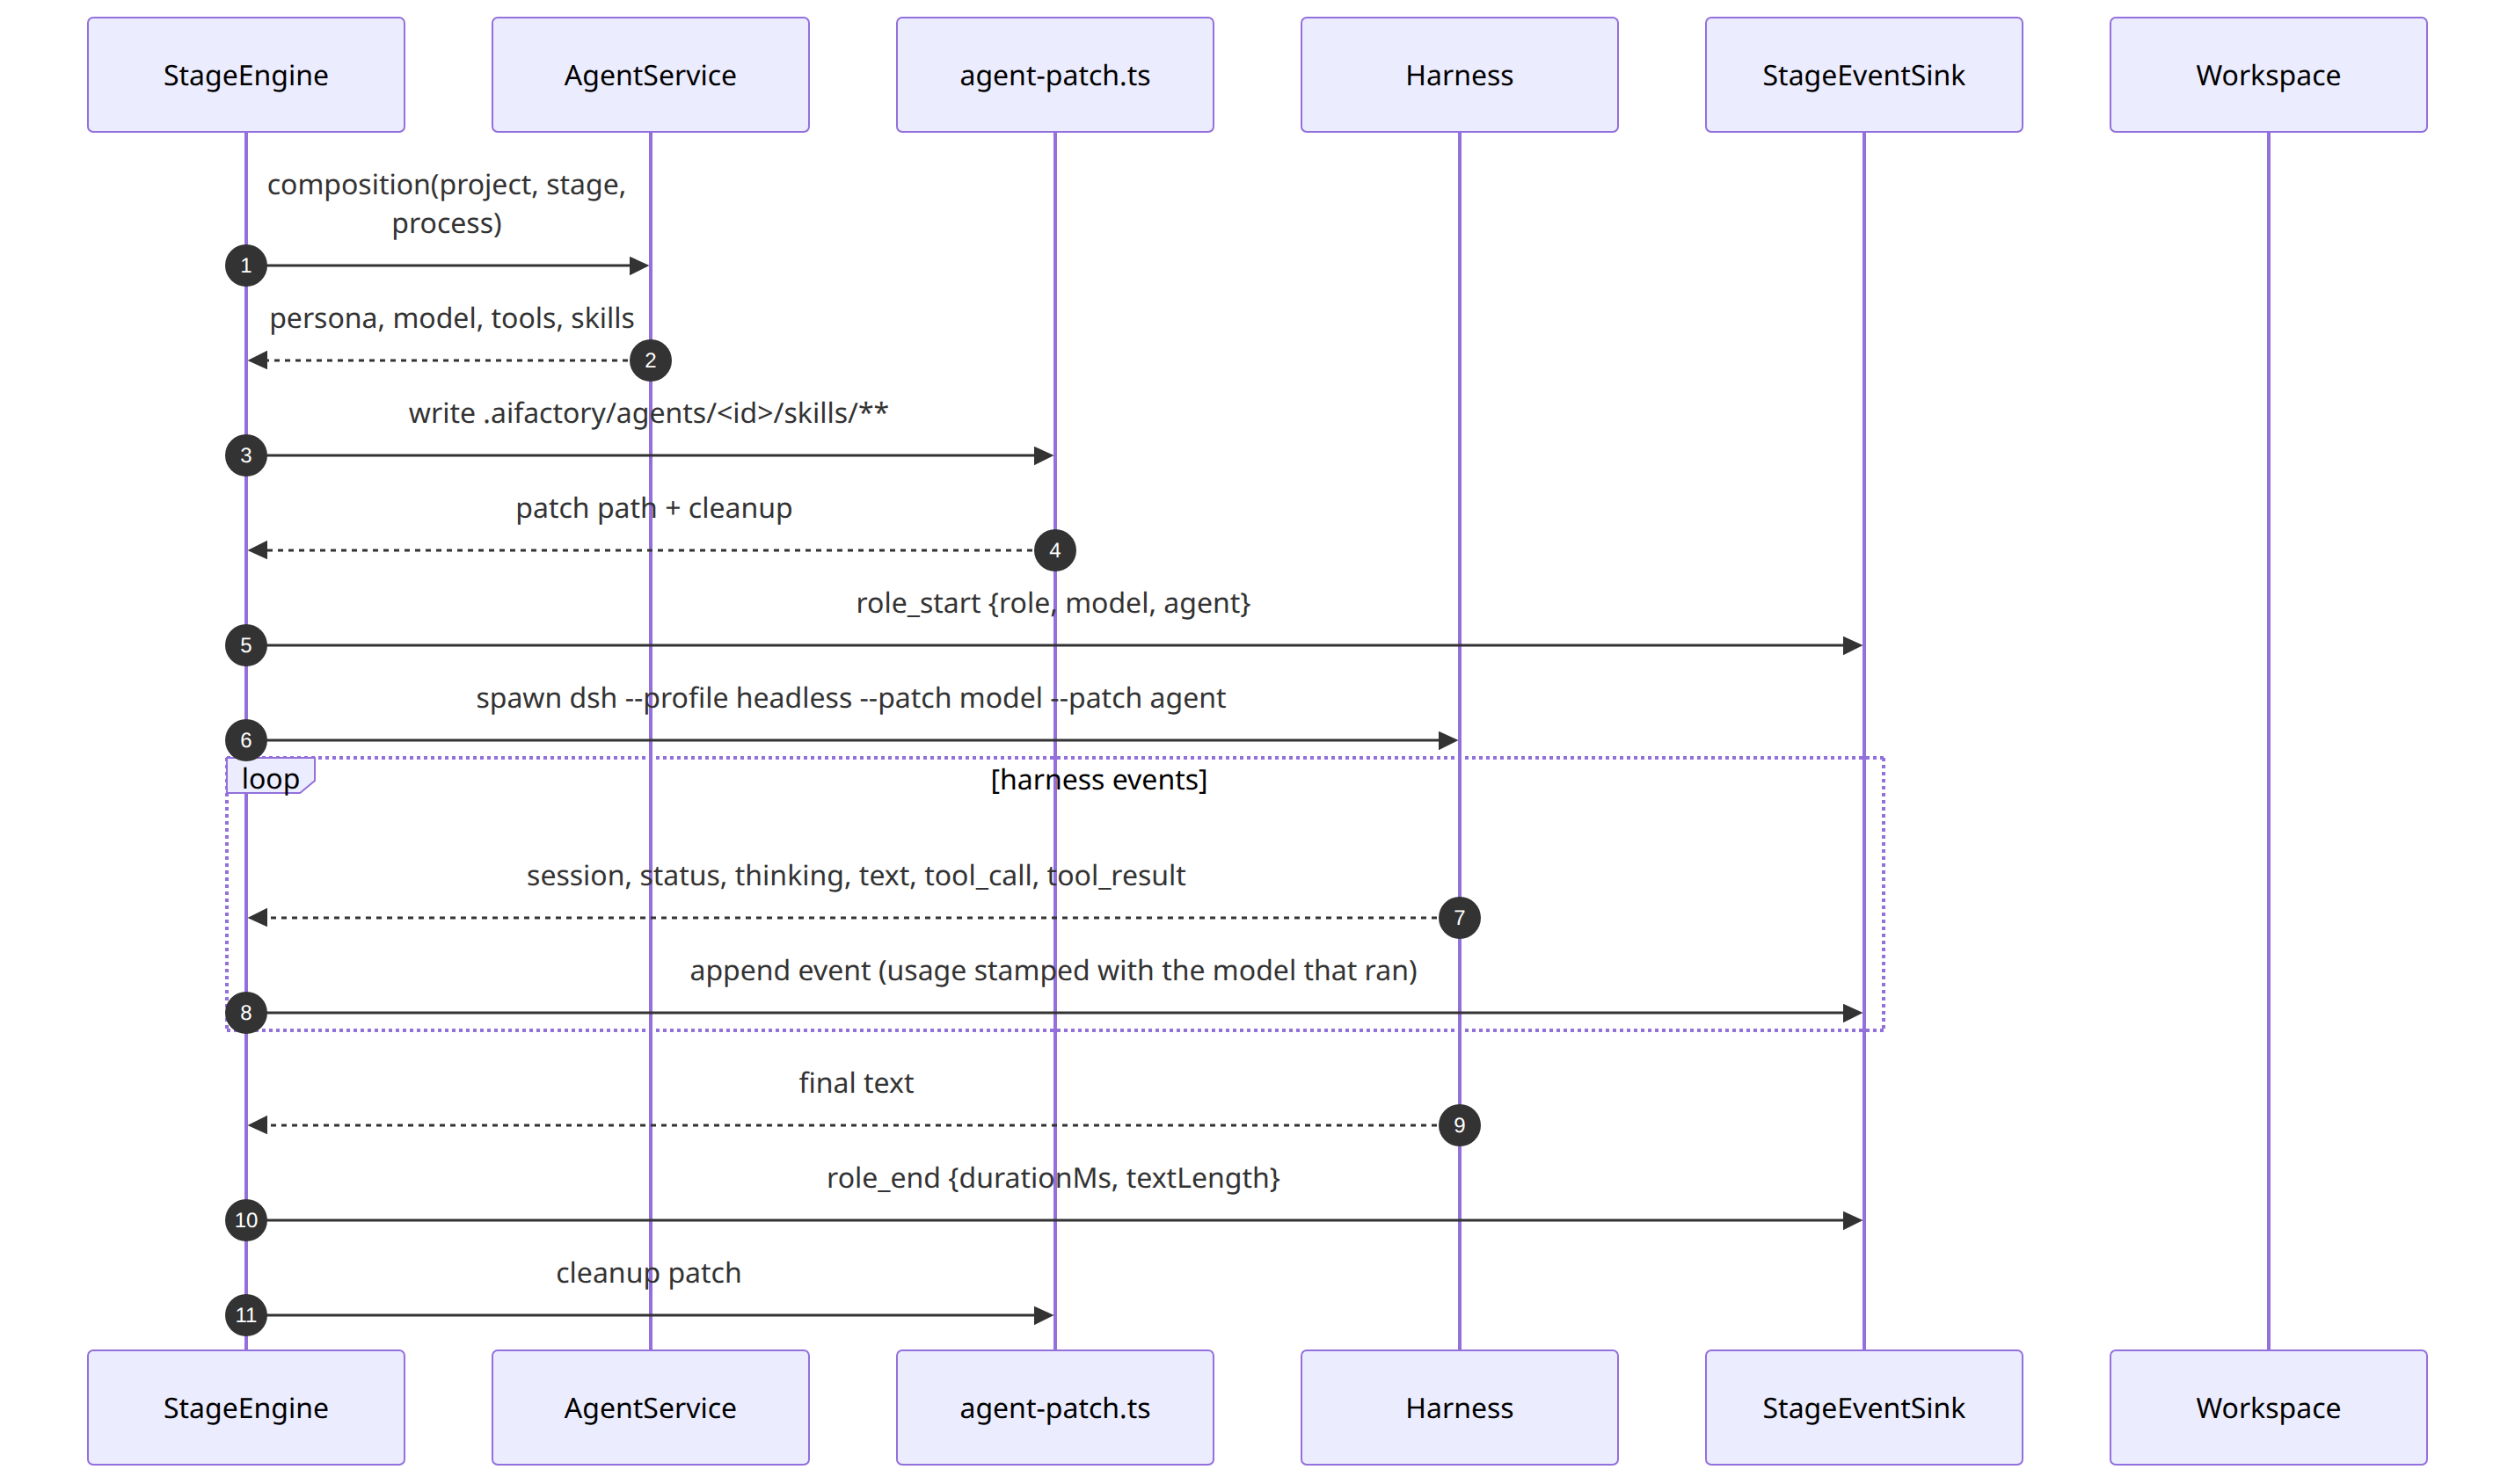 StageEngine
AgentService
agent-patch.ts
Harness
StageEventSink
Workspace
composition(project, stage,
process)
1
persona, model, tools, skills
2
write .aifactory/agents/<id>/skills/**
3
patch path + cleanup
4
role_start {role, model, agent}
5
spawn dsh --profile headless --patch model --patch agent
6
loop
[harness events]
session, status, thinking, text, tool_call, tool_result
7
append event (usage stamped with the model that ran)
8
final text
9
role_end {durationMs, textLength}
10
cleanup patch
11
StageEngine
AgentService
agent-patch.ts
Harness
StageEventSink
Workspace